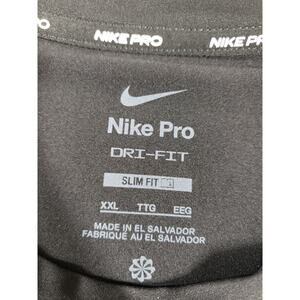 NIKE PRO NIKE PRO
Nike Pro
DRI-FIT
SLIM FIT
XXL TTG EEG
MADE IN EL SALVADOR
FABRIQUÉ AU EL SALVADOR